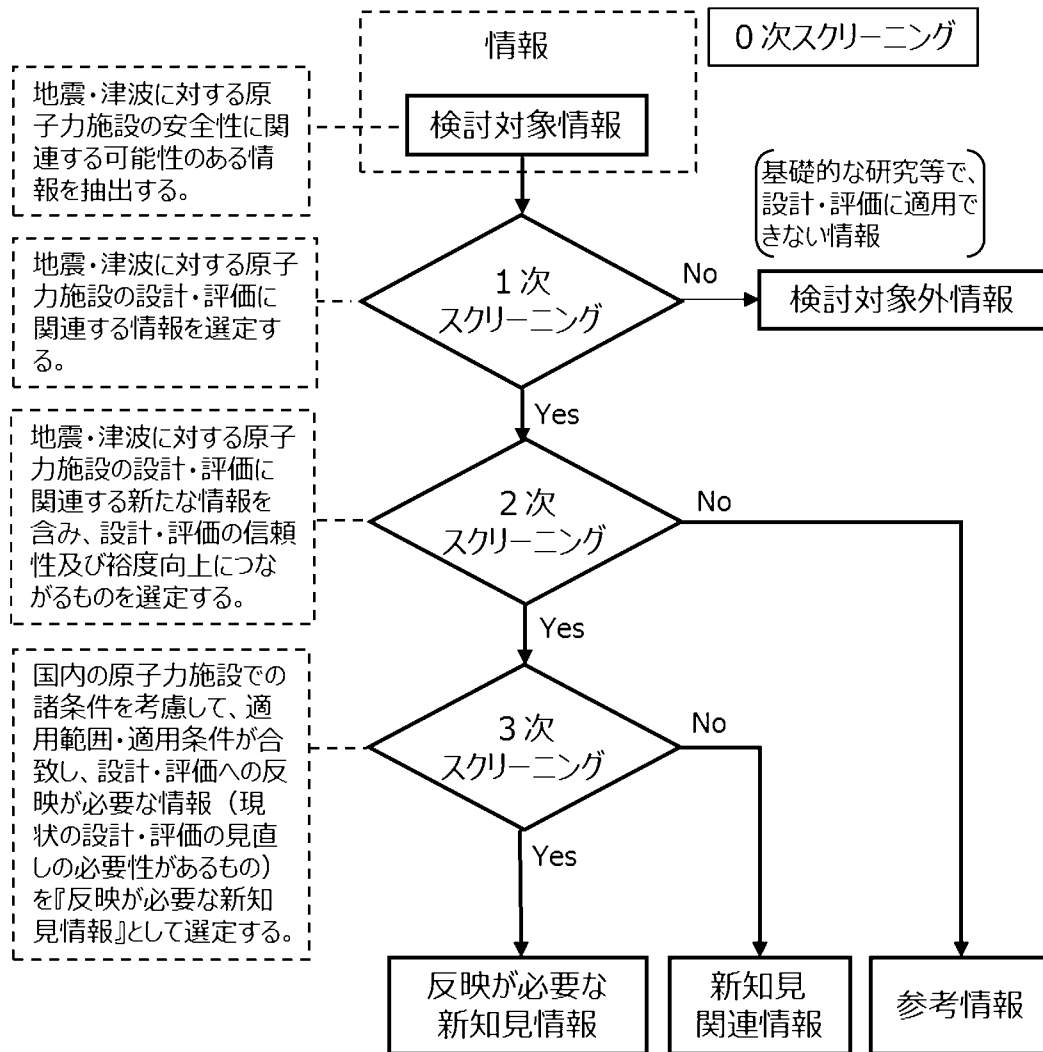 情報
0次スクリーニング
地震・津波に対する原
子力施設の安全性に関
連する可能性のある情
報を抽出する。
検討対象情報
基礎的な研究等で、
設計・評価に適用で
きない情報
地震・津波に対する原子
力施設の設計・評価に
関連する情報を選定す
る。
1次
スクリーニング
No
検討対象外情報
Yes
地震・津波に対する原子
力施設の設計・評価に
関連する新たな情報を
含み、設計・評価の信頼
性及び裕度向上につな
がるものを選定する。
2次
スクリーニング
No
Yes
国内の原子力施設での
諸条件を考慮して、適
用範囲・適用条件が合
致し、設計・評価への反
映が必要な情報（現
状の設計・評価の見直
しの必要性があるもの）
を『反映が必要な新知
見情報』として選定する。
3次
スクリーニング
No
Yes
反映が必要な
新知見情報
新知見
関連情報
参考情報